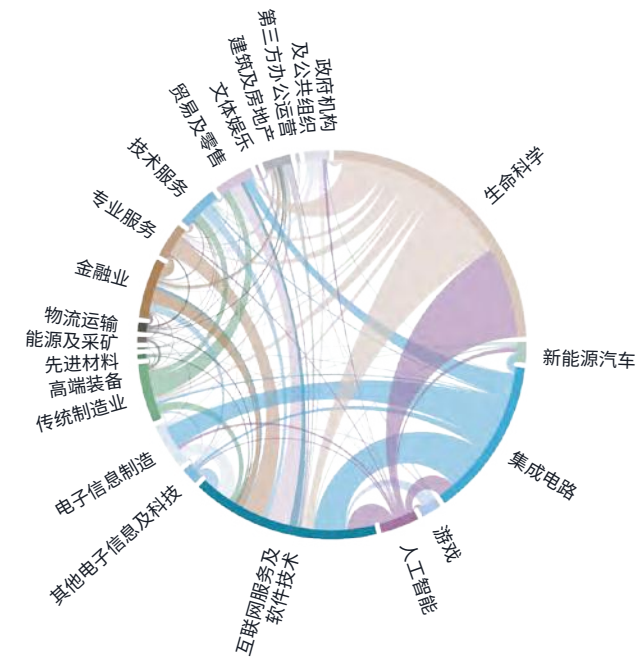 政府机构
及公共组织
第三方办公运营
建筑及房地产
文体娱乐
贸易及零售
技术服务
专业服务
金融业
物流运输
能源及采矿
先进材料
高端装备
传统制造业
电子信息制造
其他电子信息及科技
互联网服务及
软件技术
人工智能
游戏
集成电路
新能源汽车
生命科学